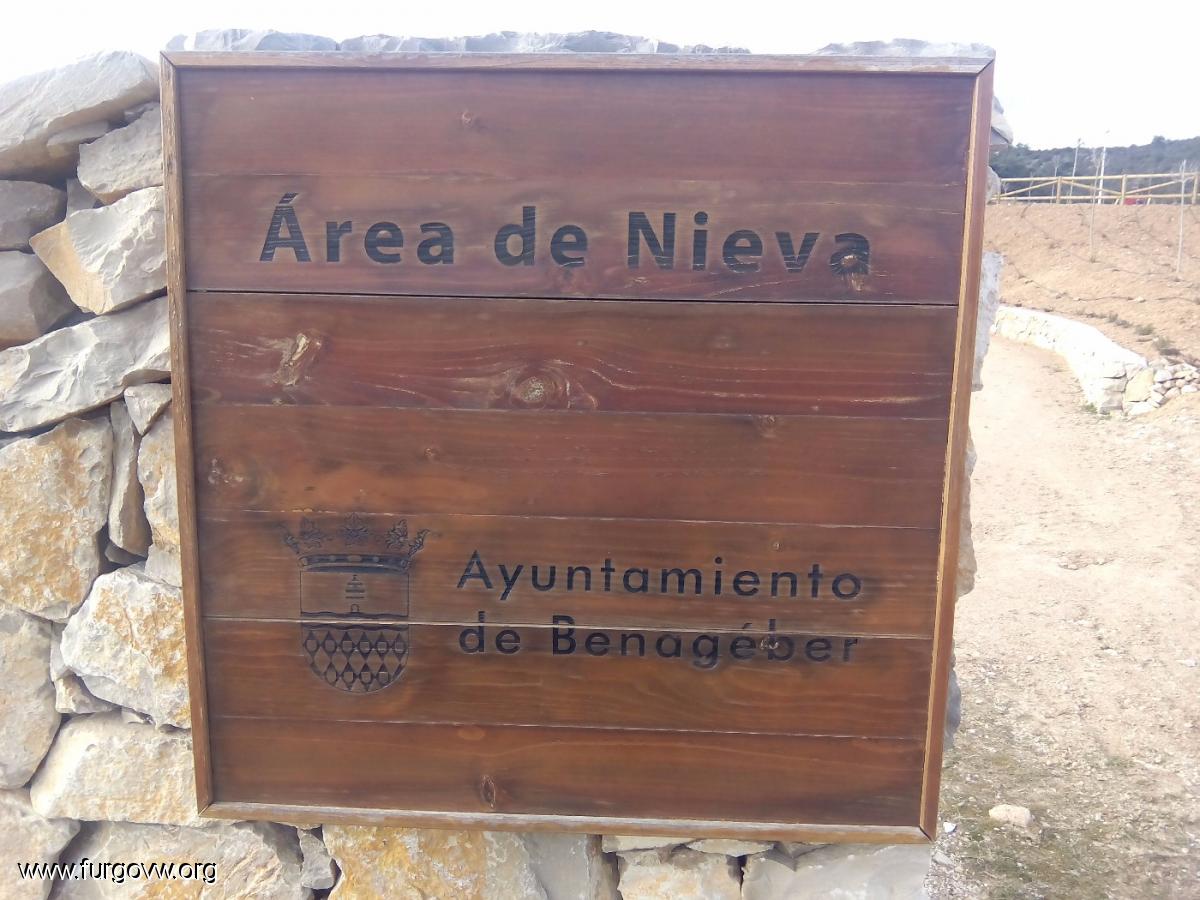 Área de Nieva
Ayuntamiento
de Benagéber
www.furgovw.org